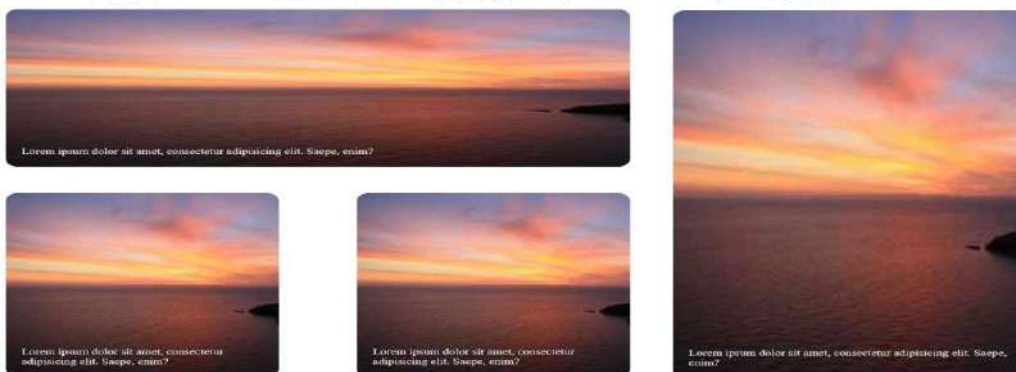 Lorem ipsum dolor sit amet, consectetur adipisicing elit. Saepe, enim?
Lorem ipsum dolor sit amet, consectetur
adipisicing elit. Saepe, enim?
Lorem ipsum dolor sit amet, consectetur
adipisicing elit. Saepe, enim?
Lorem ipsum dolor sit amet, consectetur adipisicing elit. Saepe,
enim?